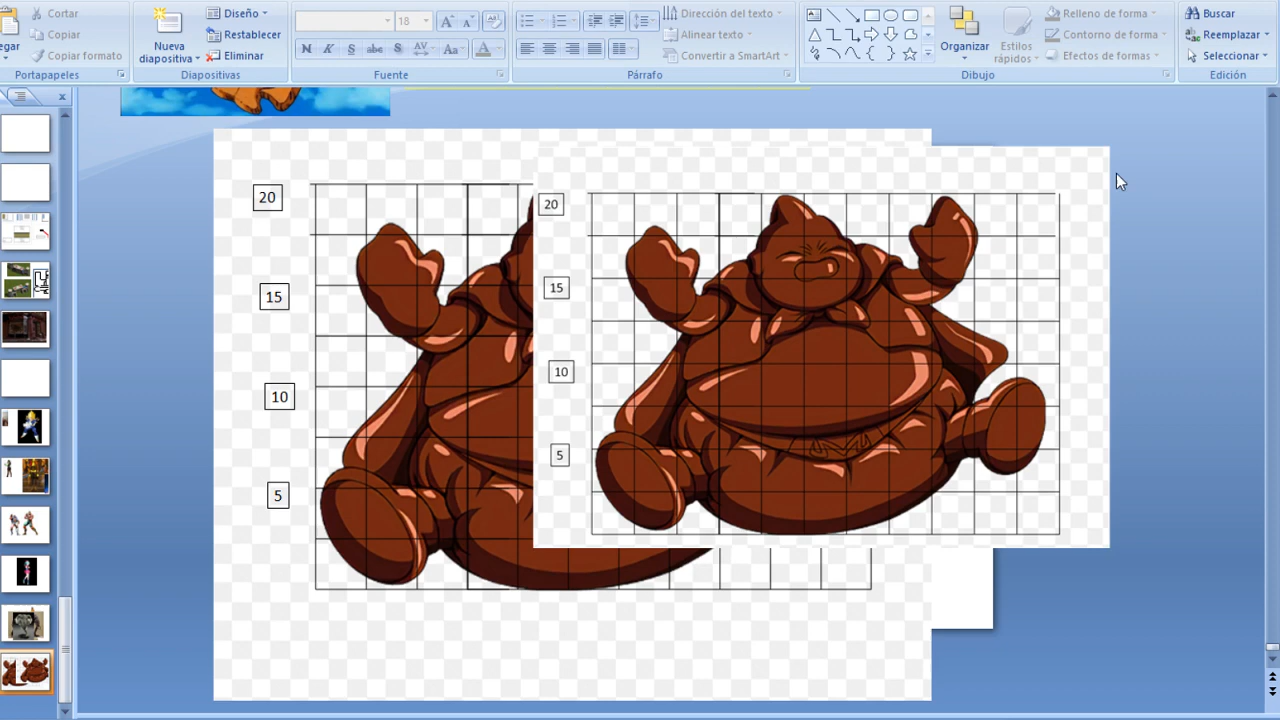 Cortar
Copiar
Copiar formato
Portapapeles
Nueva
diapositiva
Diseño
Restablecer
Eliminar
Diapositivas
18
N K S abc S AV Aa A
Fuente
Párrafo
Dirección del texto
Alinear texto
Convertir a SmartArt
Organizar
Estilos
rápidos
Relleno de forma
Contorno de forma
Efectos de forma
Dibujo
Buscar
Reemplazar
Seleccionar
Edición
20
15
10
5
20
15
10
5